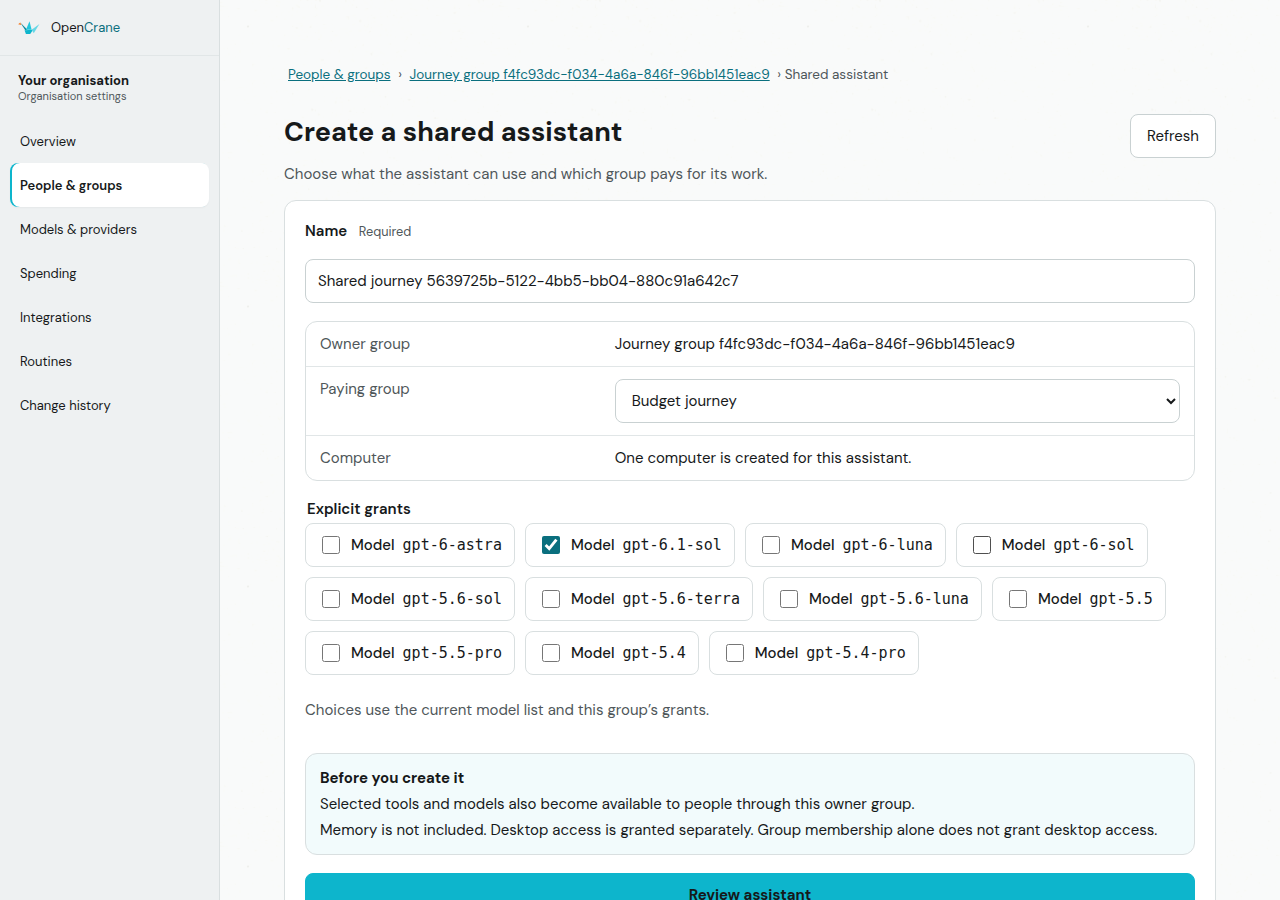 OpenCrane
Your organisation
Organisation settings
Overview
People & groups
Models & providers
Spending
Integrations
Routines
Change history
People & groups › Journey group f4fc93dc-f034-4a6a-846f-96bb1451eac9 › Shared assistant
Create a shared assistant
Refresh
Choose what the assistant can use and which group pays for its work.
Name Required
Shared journey 5639725b-5122-4bb5-bb04-880c91a642c7
Owner group Journey group f4fc93dc-f034-4a6a-846f-96bb1451eac9
Paying group Budget journey
Computer One computer is created for this assistant.
Explicit grants
Model gpt-6-astra Model gpt-6.1-sol Model gpt-6-luna Model gpt-6-sol
Model gpt-5.6-sol Model gpt-5.6-terra Model gpt-5.6-luna Model gpt-5.5
Model gpt-5.5-pro Model gpt-5.4 Model gpt-5.4-pro
Choices use the current model list and this group’s grants.
Before you create it
Selected tools and models also become available to people through this owner group.
Memory is not included. Desktop access is granted separately. Group membership alone does not grant desktop access.
Review assistant